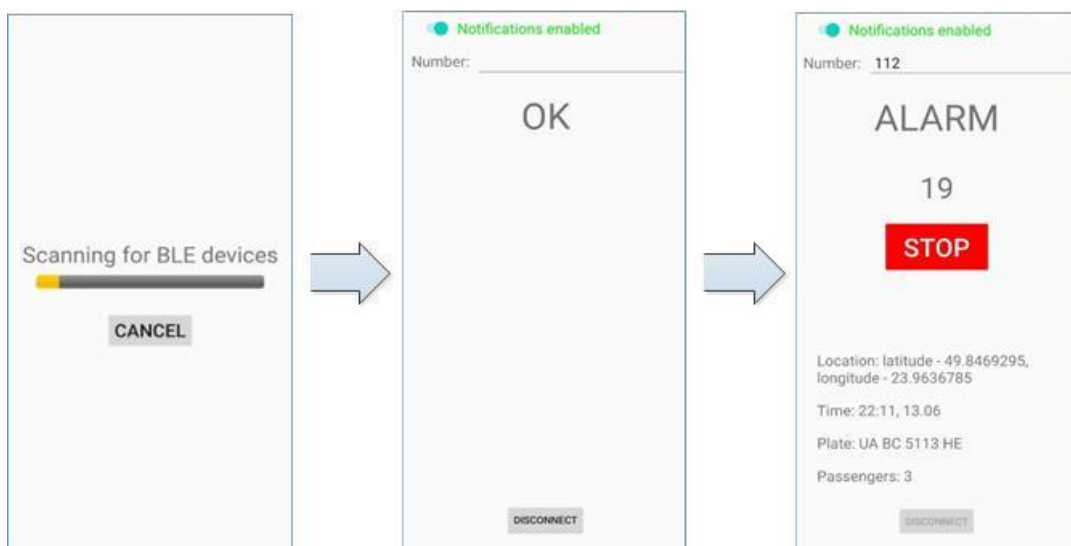 Scanning for BLE devices
CANCEL
Notifications enabled
Number:
OK
DISCONNECT
Notifications enabled
Number: 112
ALARM
19
STOP
Location: latitude - 49.8469295,
longitude - 23.9636785
Time: 22:11, 13.06
Plate: UA BC 5113 HE
Passengers: 3
DISCONNECT